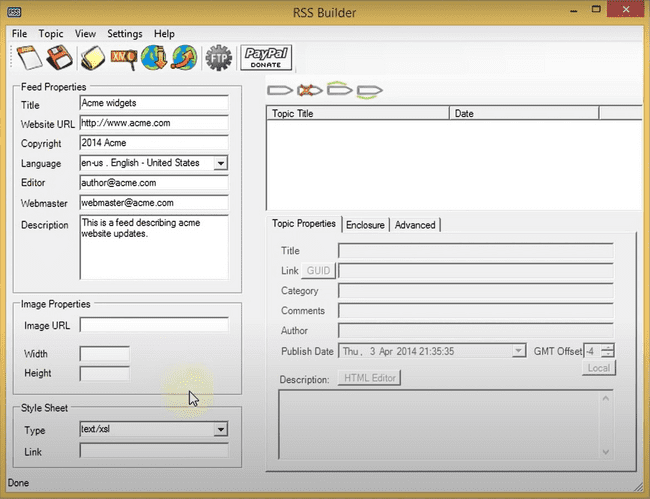 RSS Builder
File Topic View Settings Help
XML FTP PayPal
DONATE
Feed Properties
Title Acme widgets
Website URL http://www.acme.com
Copyright 2014 Acme
Language en-us . English - United States
Editor author@acme.com
Webmaster webmaster@acme.com
Description This is a feed describing acme
website updates.
Image Properties
Image URL
Width
Height
Style Sheet
Type text/xsl
Link
Topic Title Date
Topic Properties Enclosure Advanced
Title
Link GUID
Category
Comments
Author
Publish Date Thu , 3 Apr 2014 21:35:35 GMT Offset -4
Local
Description: HTML Editor
Done